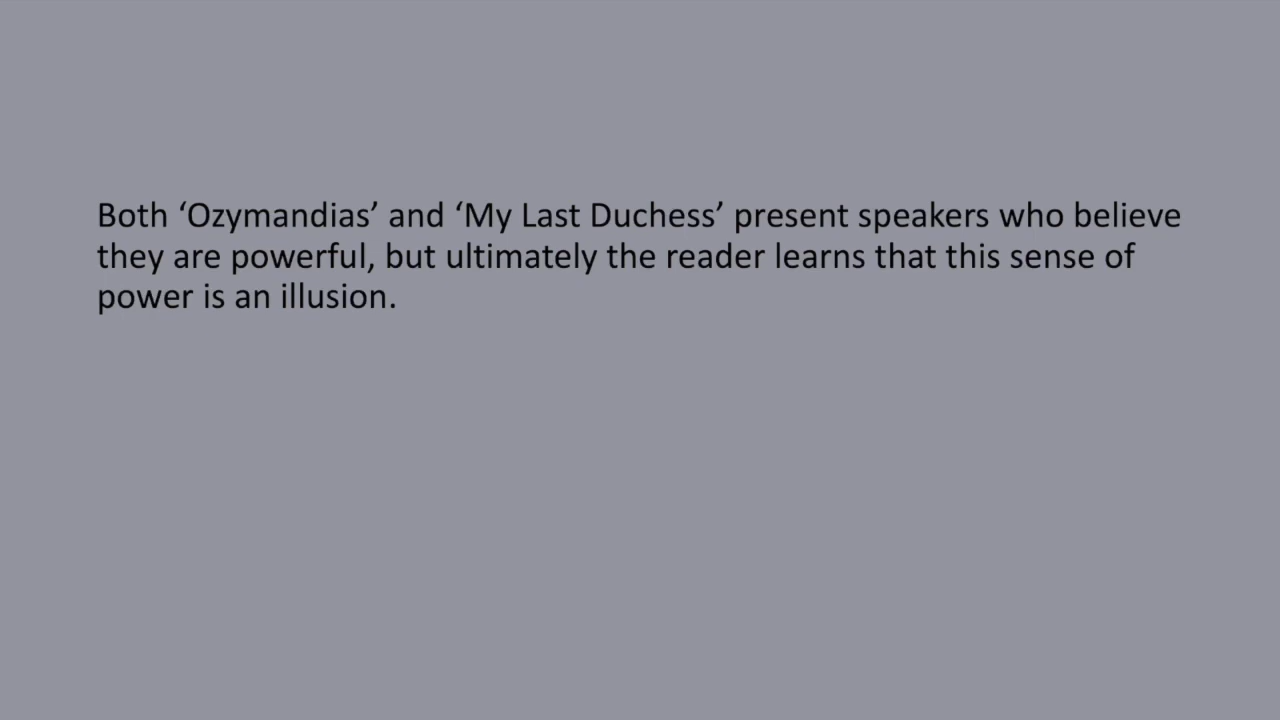 Both ‘Ozymandias’ and ‘My Last Duchess’ present speakers who believe
they are powerful, but ultimately the reader learns that this sense of
power is an illusion.